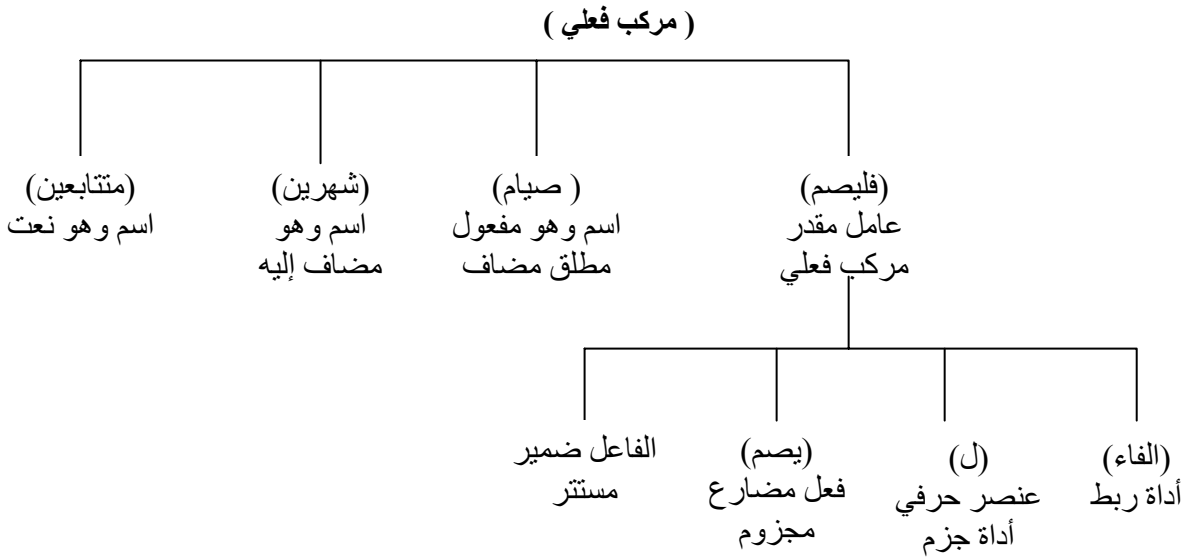 ( مركب فعلي )
(فليصم)
عامل مقدر
مركب فعلي
( صيام)
اسم وهو مفعول
مطلق مضاف
(شهرين)
اسم وهو
مضاف إليه
(متتابعين)
اسم وهو نعت
(الفاء)
أداة ربط
(ل)
عنصر حرفي
أداة جزم
(يصم)
فعل مضارع
مجزوم
الفاعل ضمير
مستتر